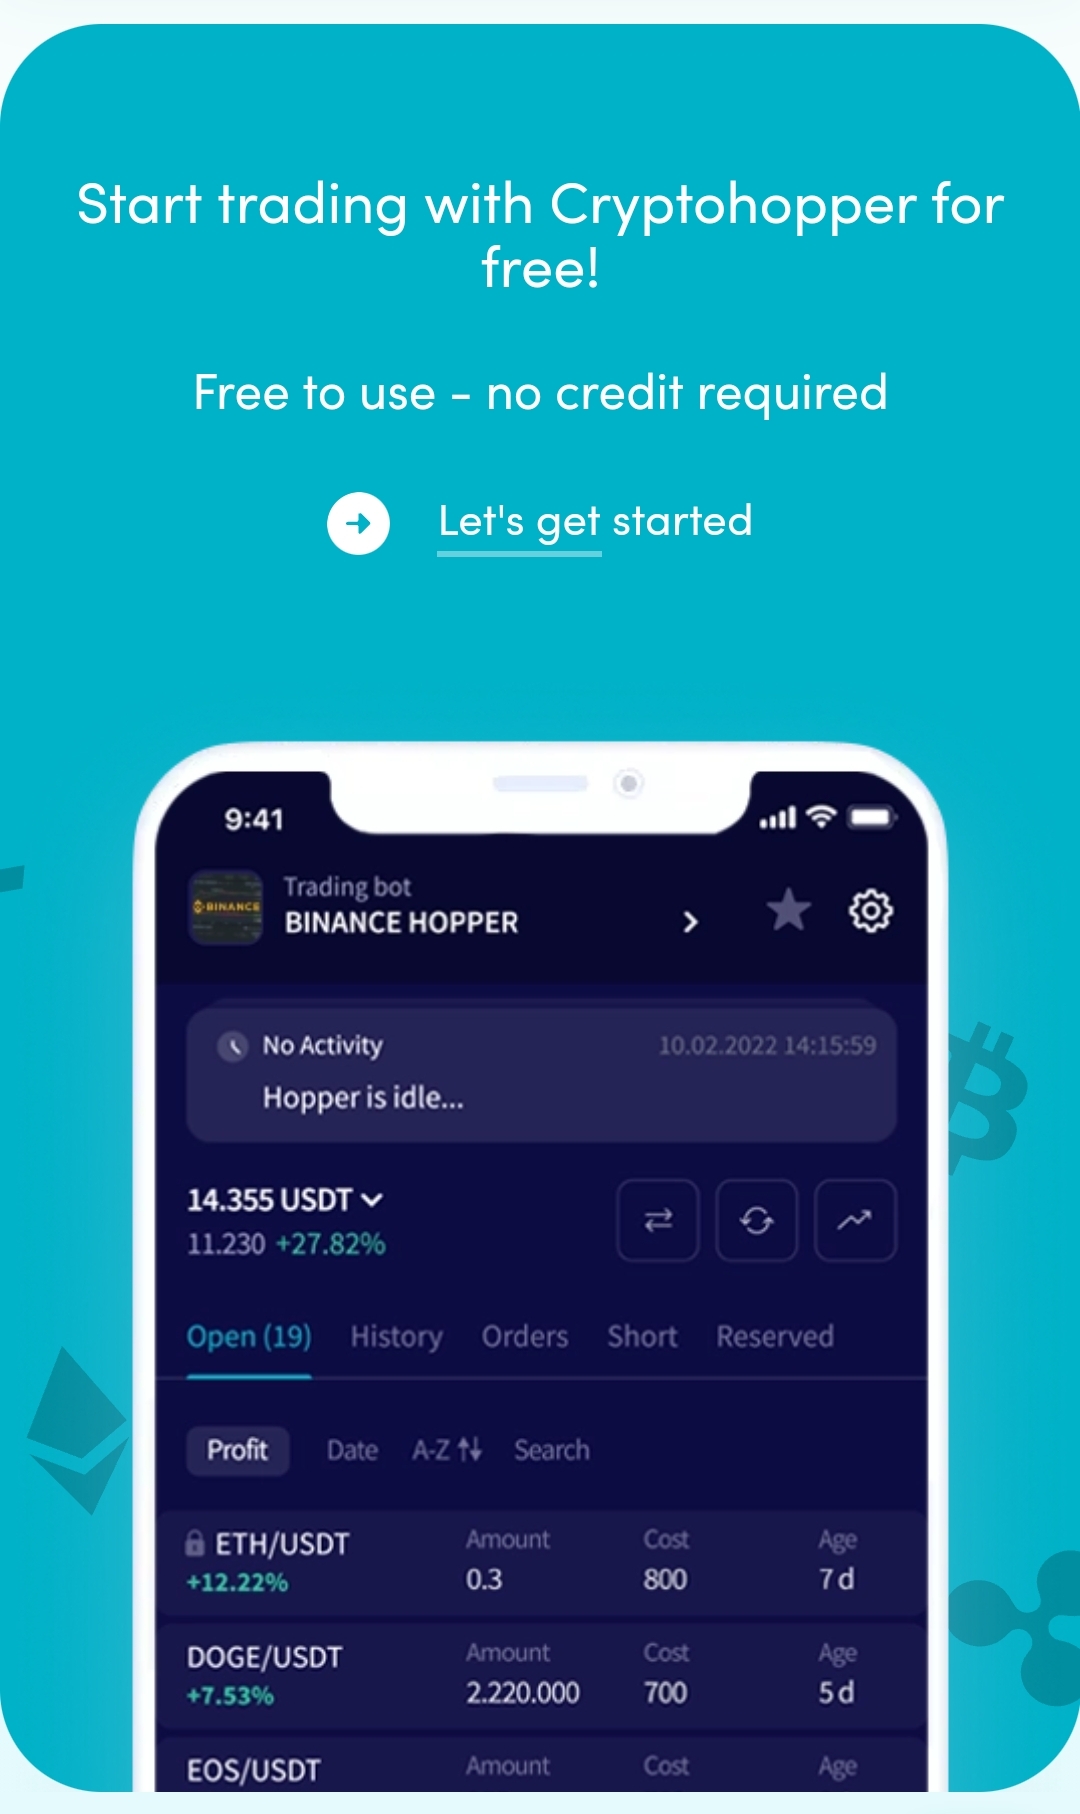 Start trading with Cryptohopper for
free!
Free to use - no credit required
Let's get started
9:41
BINANCE
Trading bot
BINANCE HOPPER
No Activity 10.02.2022 14:15:59
Hopper is idle...
14.355 USDT
11.230 +27.82%
Open (19) History Orders Short Reserved
Profit Date A-Z Search
ETH/USDT Amount Cost Age
+12.22% 0.3 800 7 d
DOGE/USDT Amount Cost Age
+7.53% 2.220.000 700 5 d
EOS/USDT Amount Cost Age